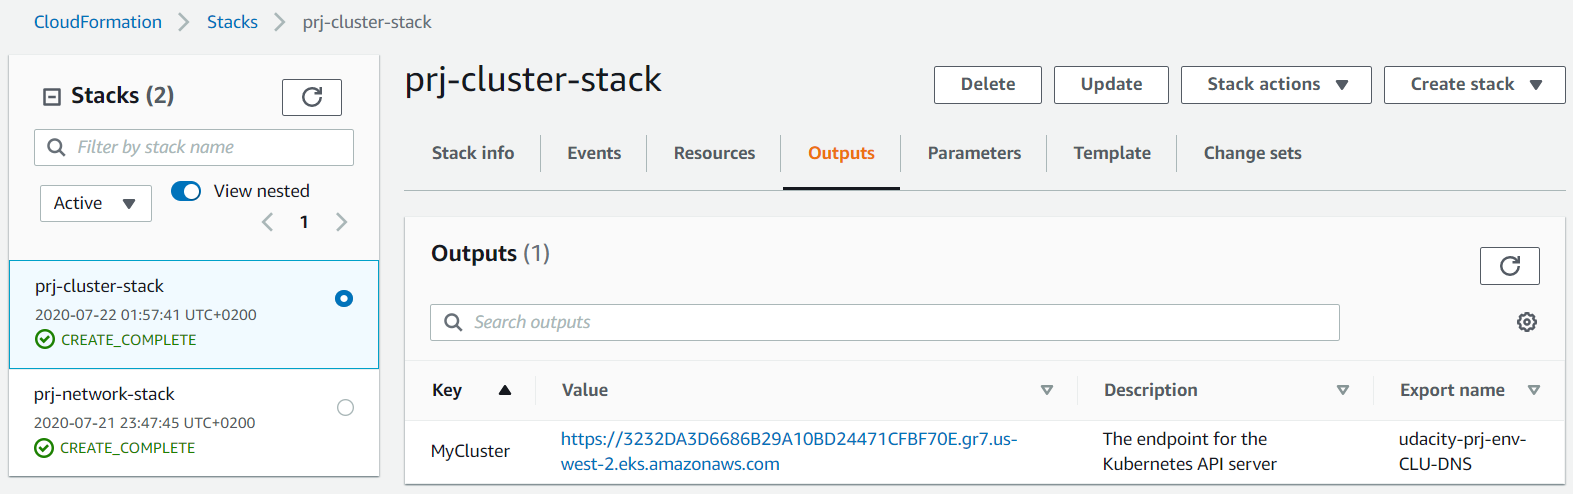 CloudFormation > Stacks > prj-cluster-stack
Stacks (2)
Filter by stack name
Active
View nested
1
prj-cluster-stack
2020-07-22 01:57:41 UTC+0200
CREATE_COMPLETE
prj-network-stack
2020-07-21 23:47:45 UTC+0200
CREATE_COMPLETE
prj-cluster-stack
Delete Update Stack actions Create stack
Stack info Events Resources Outputs Parameters Template Change sets
Outputs (1)
Search outputs
Key Value Description Export name
MyCluster
https://3232DA3D6686B29A10BD24471CFBF70E.gr7.us-
west-2.eks.amazonaws.com
The endpoint for the
Kubernetes API server
udacity-prj-env-
CLU-DNS